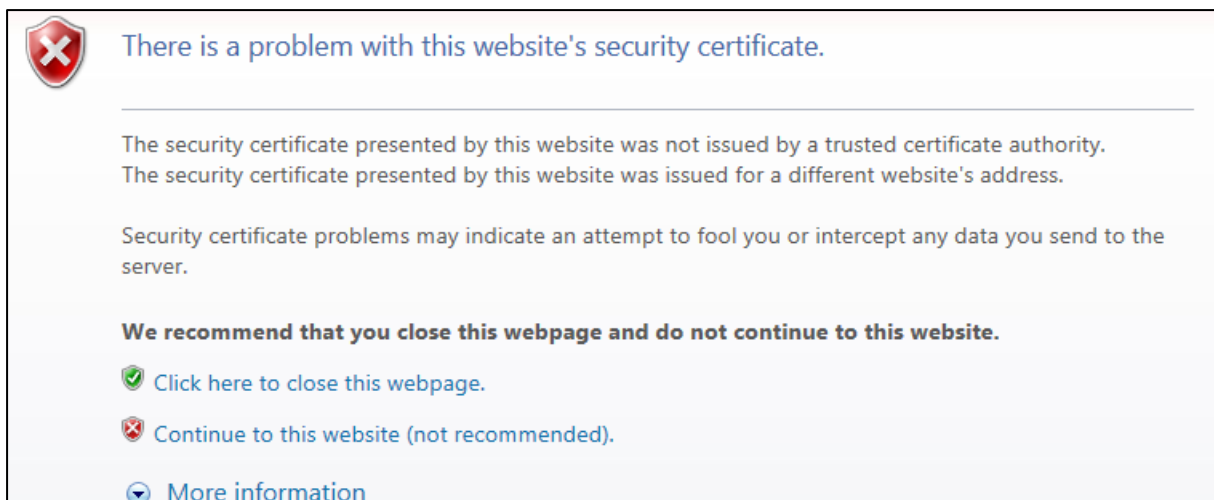 There is a problem with this website's security certificate.
The security certificate presented by this website was not issued by a trusted certificate authority.
The security certificate presented by this website was issued for a different website's address.
Security certificate problems may indicate an attempt to fool you or intercept any data you send to the
server.
We recommend that you close this webpage and do not continue to this website.
Click here to close this webpage.
Continue to this website (not recommended).
More information